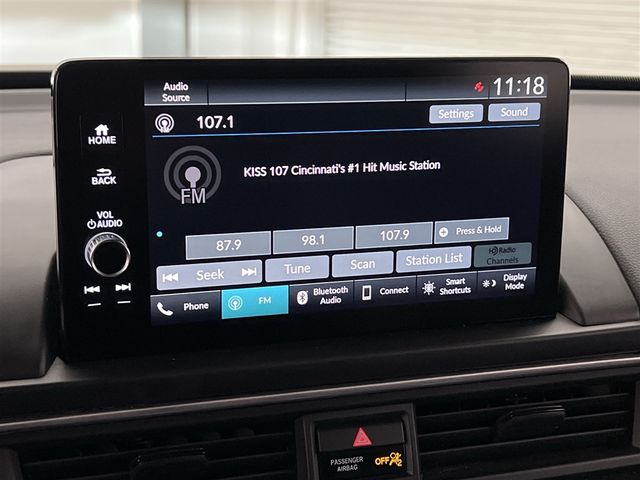 Audio
Source
11:18
107.1
Settings
Sound
HOME
BACK
VOL
AUDIO
FM
KISS 107 Cincinnati's #1 Hit Music Station
87.9
98.1
107.9
Press & Hold
Seek
Tune
Scan
Station List
Radio
Channels
Phone
FM
Bluetooth
Audio
Connect
Smart
Shortcuts
Display
Mode
PASSENGER
AIRBAG
OFF
2